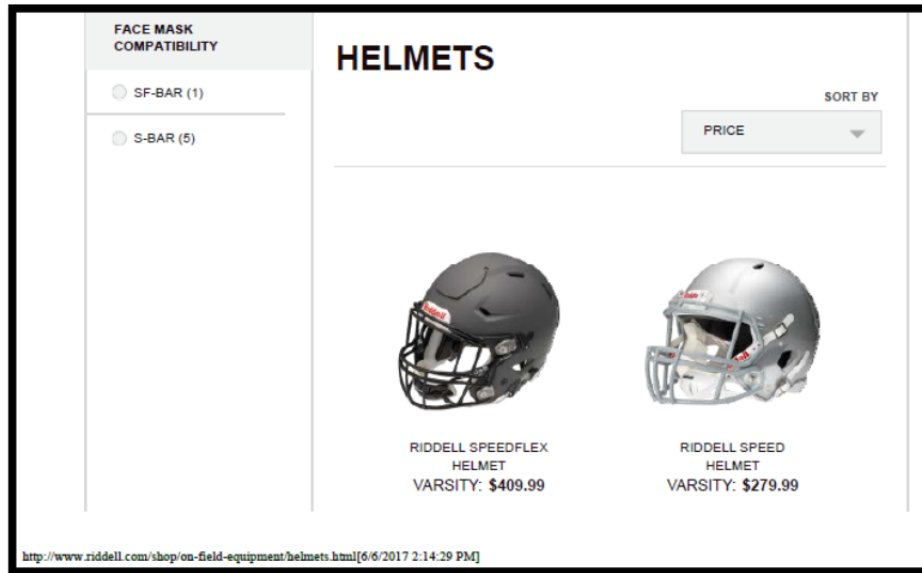 FACE MASK
COMPATIBILITY
SF-BAR (1)
S-BAR (5)
HELMETS
SORT BY
PRICE
Riddell
Riddell
RIDDELL SPEEDFLEX
HELMET
VARSITY: $409.99
RIDDELL SPEED
HELMET
VARSITY: $279.99
http://www.riddell.com/shop/on-field-equipment/helmets.html[6/6/2017 2:14:29 PM]